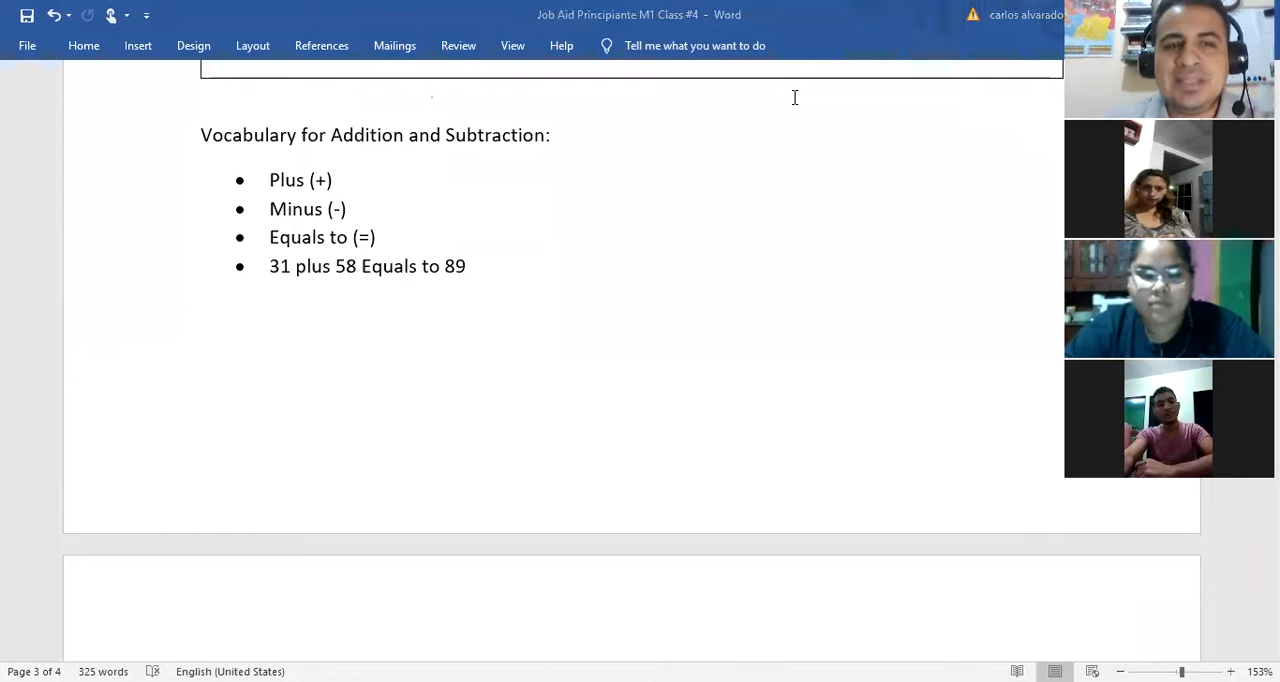 Job Aid Principiante M1 Class #4 - Word
carlos alvarado
File Home Insert Design Layout References Mailings Review View Help Tell me what you want to do
Vocabulary for Addition and Subtraction:
• Plus (+)
• Minus (-)
• Equals to (=)
• 31 plus 58 Equals to 89
Page 3 of 4 325 words English (United States) 153%